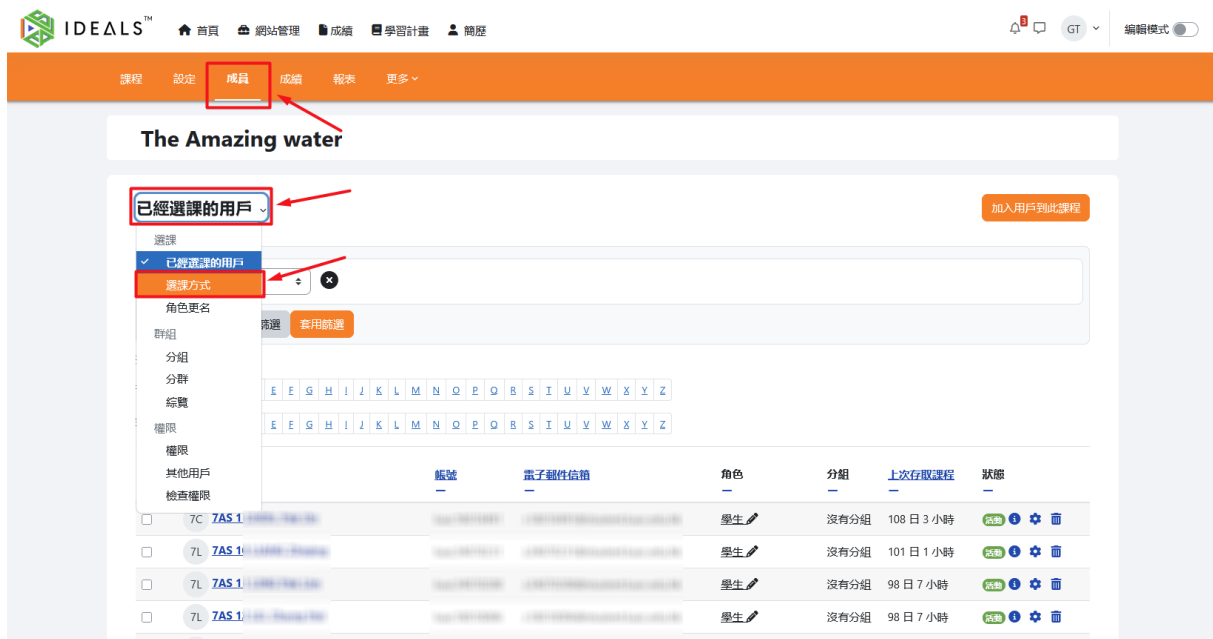 IDEALS™ 首頁 網站管理 成績 學習計畫 簡歷 3 GT 編輯模式
課程 設定 成員 成績 報表 更多
The Amazing water
已經選課的用戶 加入用戶到此課程
選課
已經選課的用戶
選課方式
角色更名
篩選 套用篩選
群組
分組
分群
E F G H I J K L M N O P Q R S T U V W X Y Z
綜覽
E F G H I J K L M N O P Q R S T U V W X Y Z
權限
權限
其他用戶
檢查權限
帳號 電子郵件信箱 角色 分組 上次存取課程 狀態
7C 7AS 1 學生 沒有分組 108 日 3 小時 活動
7L 7AS 1 學生 沒有分組 101 日 1 小時 活動
7L 7AS 1 學生 沒有分組 98 日 7 小時 活動
7L 7AS 1 學生 沒有分組 98 日 7 小時 活動